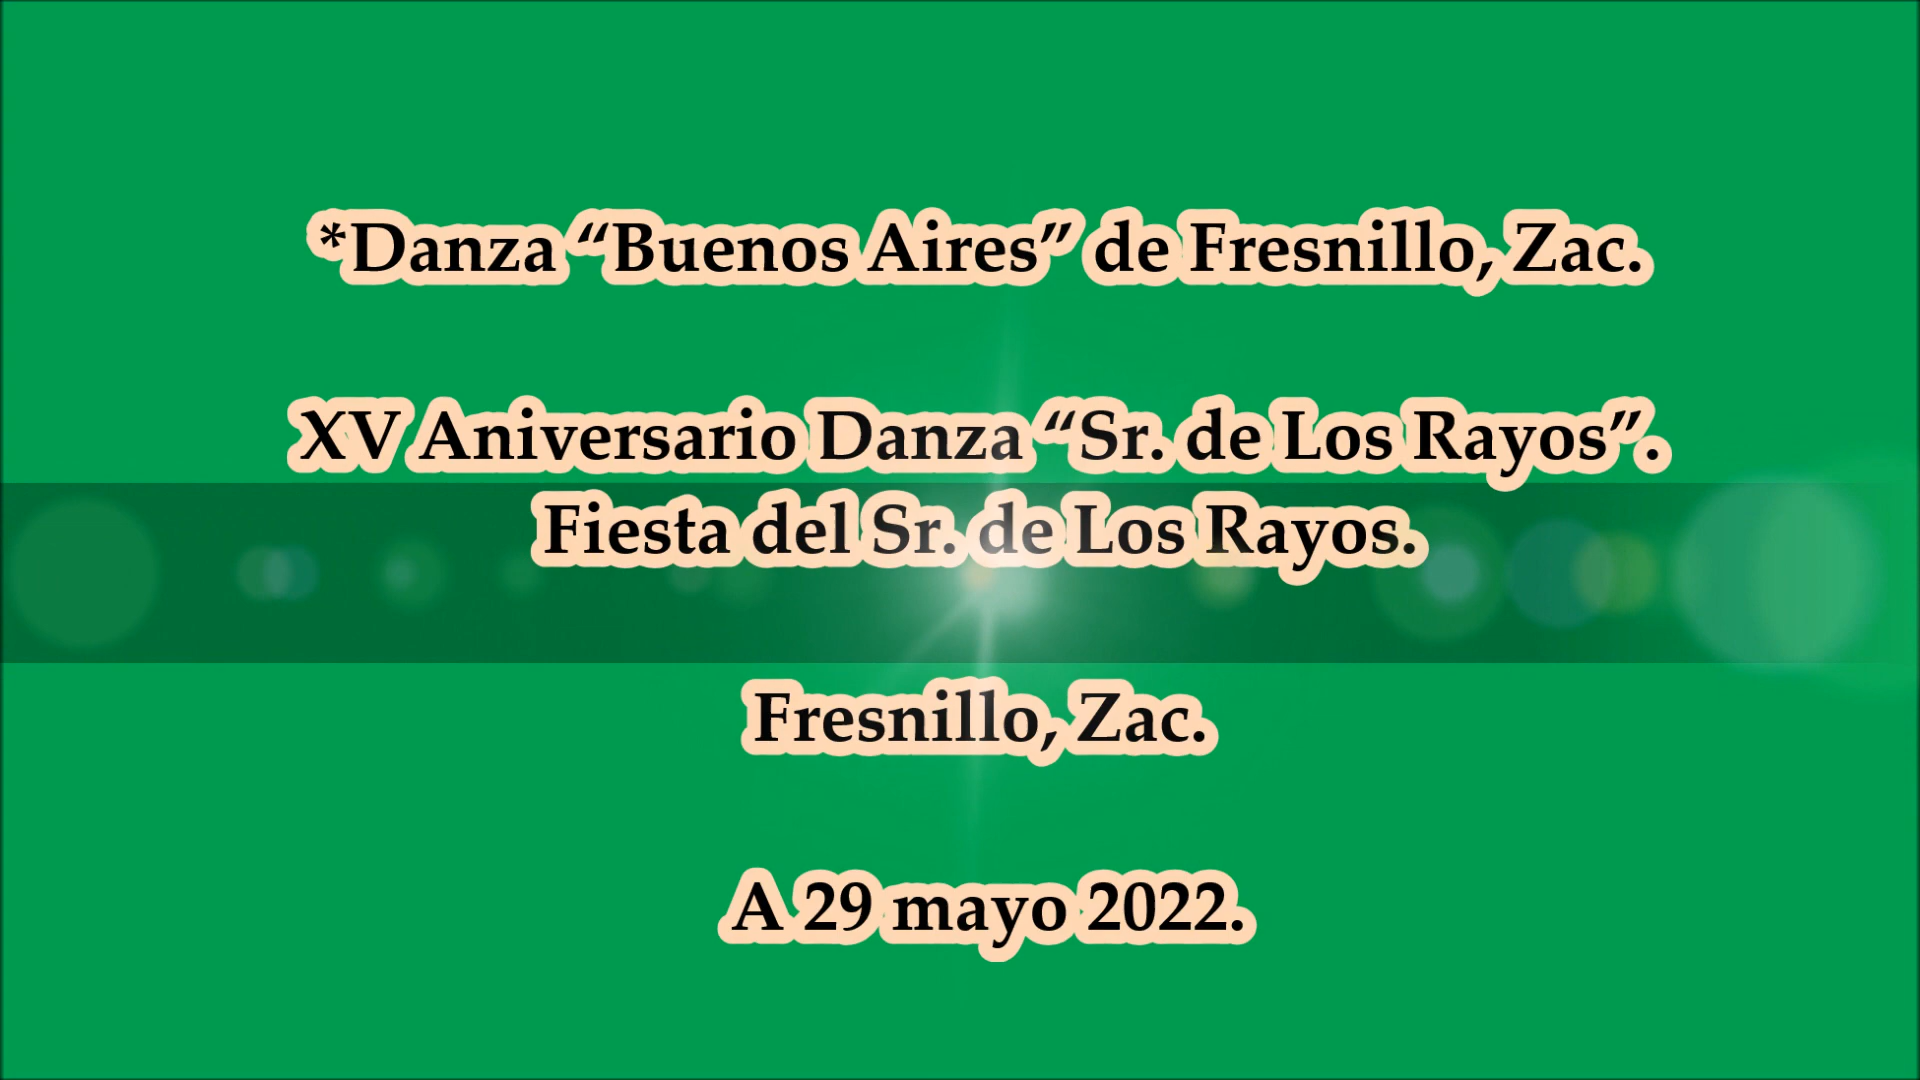 *Danza “Buenos Aires” de Fresnillo, Zac.
XV Aniversario Danza “Sr. de Los Rayos”.
Fiesta del Sr. de Los Rayos.
Fresnillo, Zac.
A 29 mayo 2022.